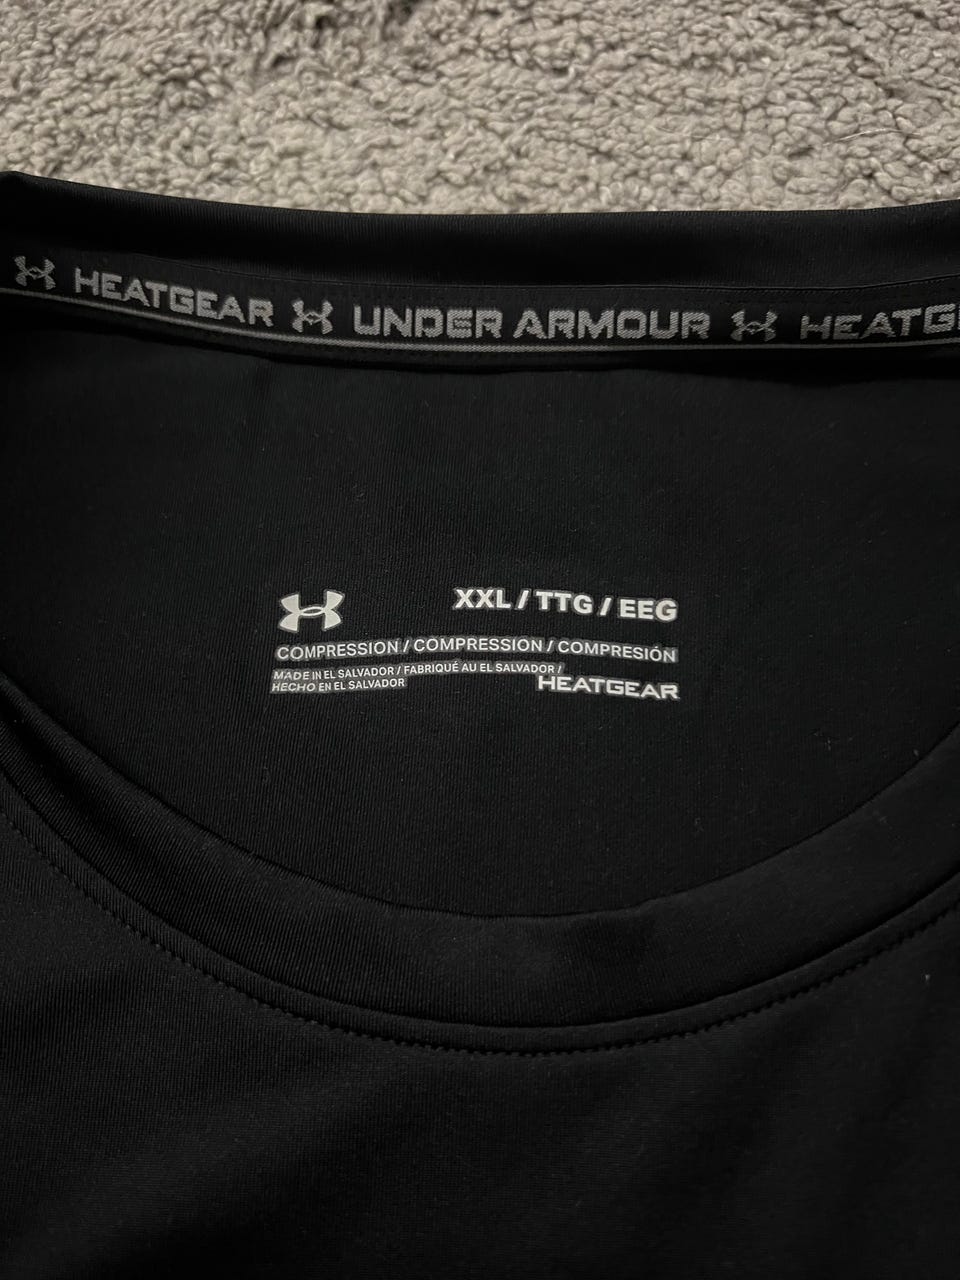 HEATGEAR UNDER ARMOUR HEATG
XXL / TTG / EEG
COMPRESSION / COMPRESSION / COMPRESIÓN
MADE IN EL SALVADOR / FABRIQUÉ AU EL SALVADOR /
HECHO EN EL SALVADOR
HEATGEAR